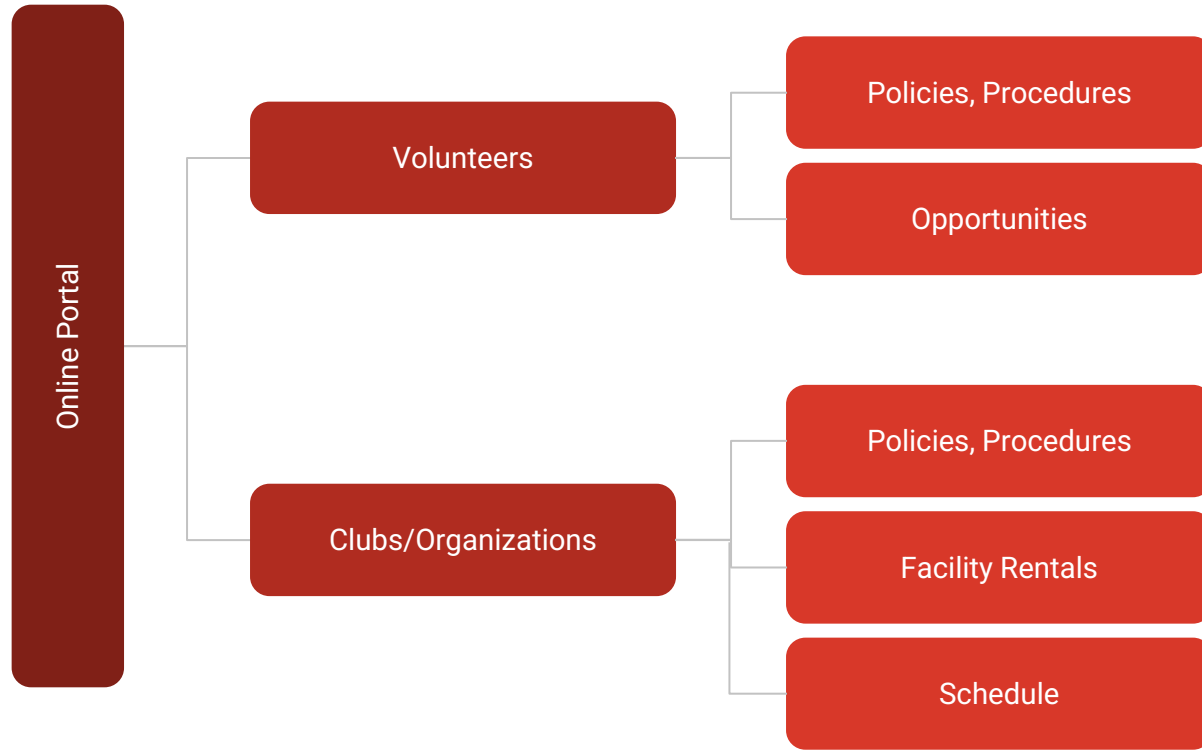 Online Portal
Volunteers
Policies, Procedures
Opportunities
Clubs/Organizations
Policies, Procedures
Facility Rentals
Schedule